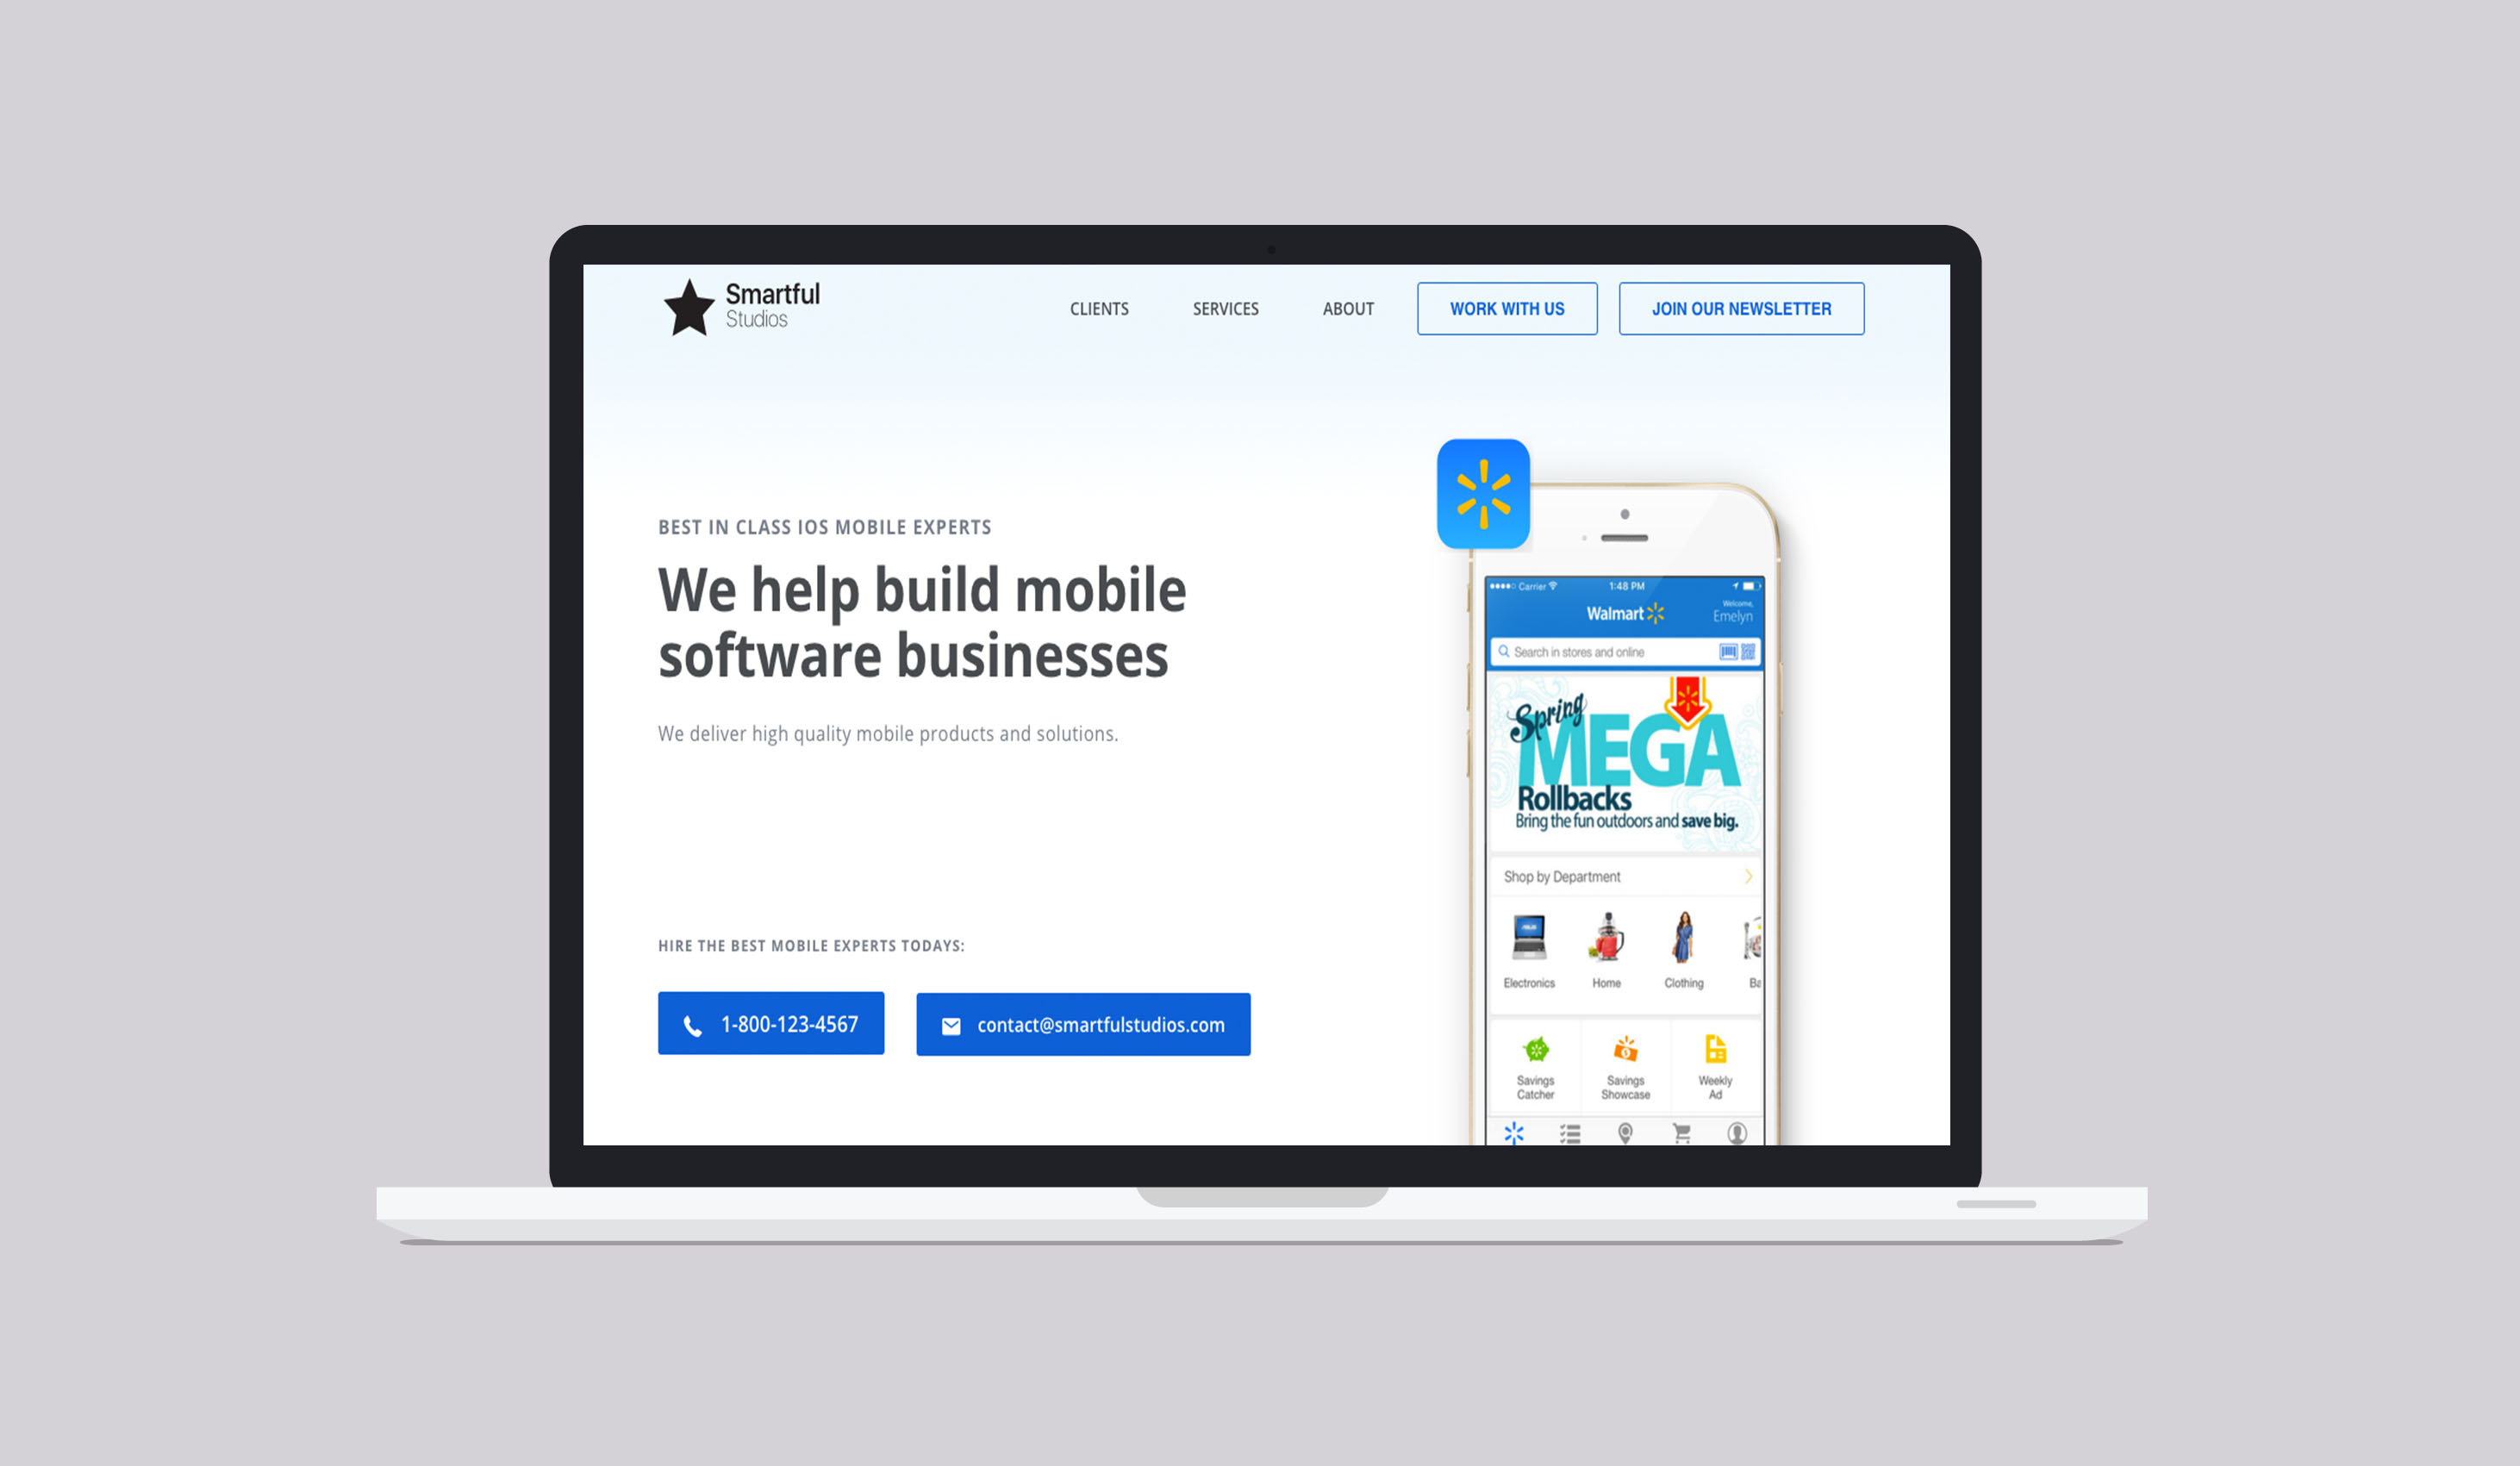 Smartful
Studios
CLIENTS
SERVICES
ABOUT
WORK WITH US
JOIN OUR NEWSLETTER
BEST IN CLASS IOS MOBILE EXPERTS
We help build mobile
software businesses
We deliver high quality mobile products and solutions.
HIRE THE BEST MOBILE EXPERTS TODAYS:
1-800-123-4567
contact@smartfulstudios.com
Carrier
1:48 PM
Walmart
Welcome,
Emelyn
Search in stores and online
Spring
MEGA
Rollbacks
Bring the fun outdoors and save big.
Shop by Department
ASUS
Electronics
Home
Clothing
Ba
Savings
Catcher
Savings
Showcase
Weekly
Ad